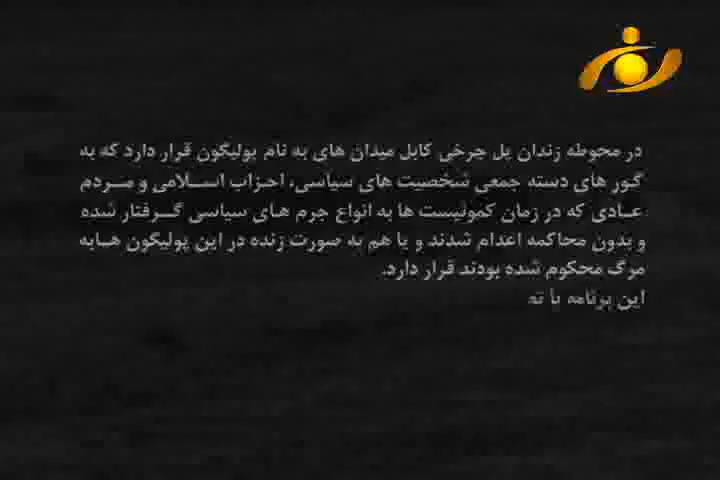 در محوطه زندان پل چرخی کابل میدان های به نام پولیگون قرار دارد که به
گور های دسته جمعی شخصیت های سیاسی، احزاب اسلامی و مردم
عادی که در زمان کمونیست ها به انواع جرم های سیاسی گرفتار شده
و بدون محاکمه اعدام شدند و یا هم به صورت زنده در این پولیگون هابه
مرگ محکوم شده بودند قرار دارد.
این برنامه با ته